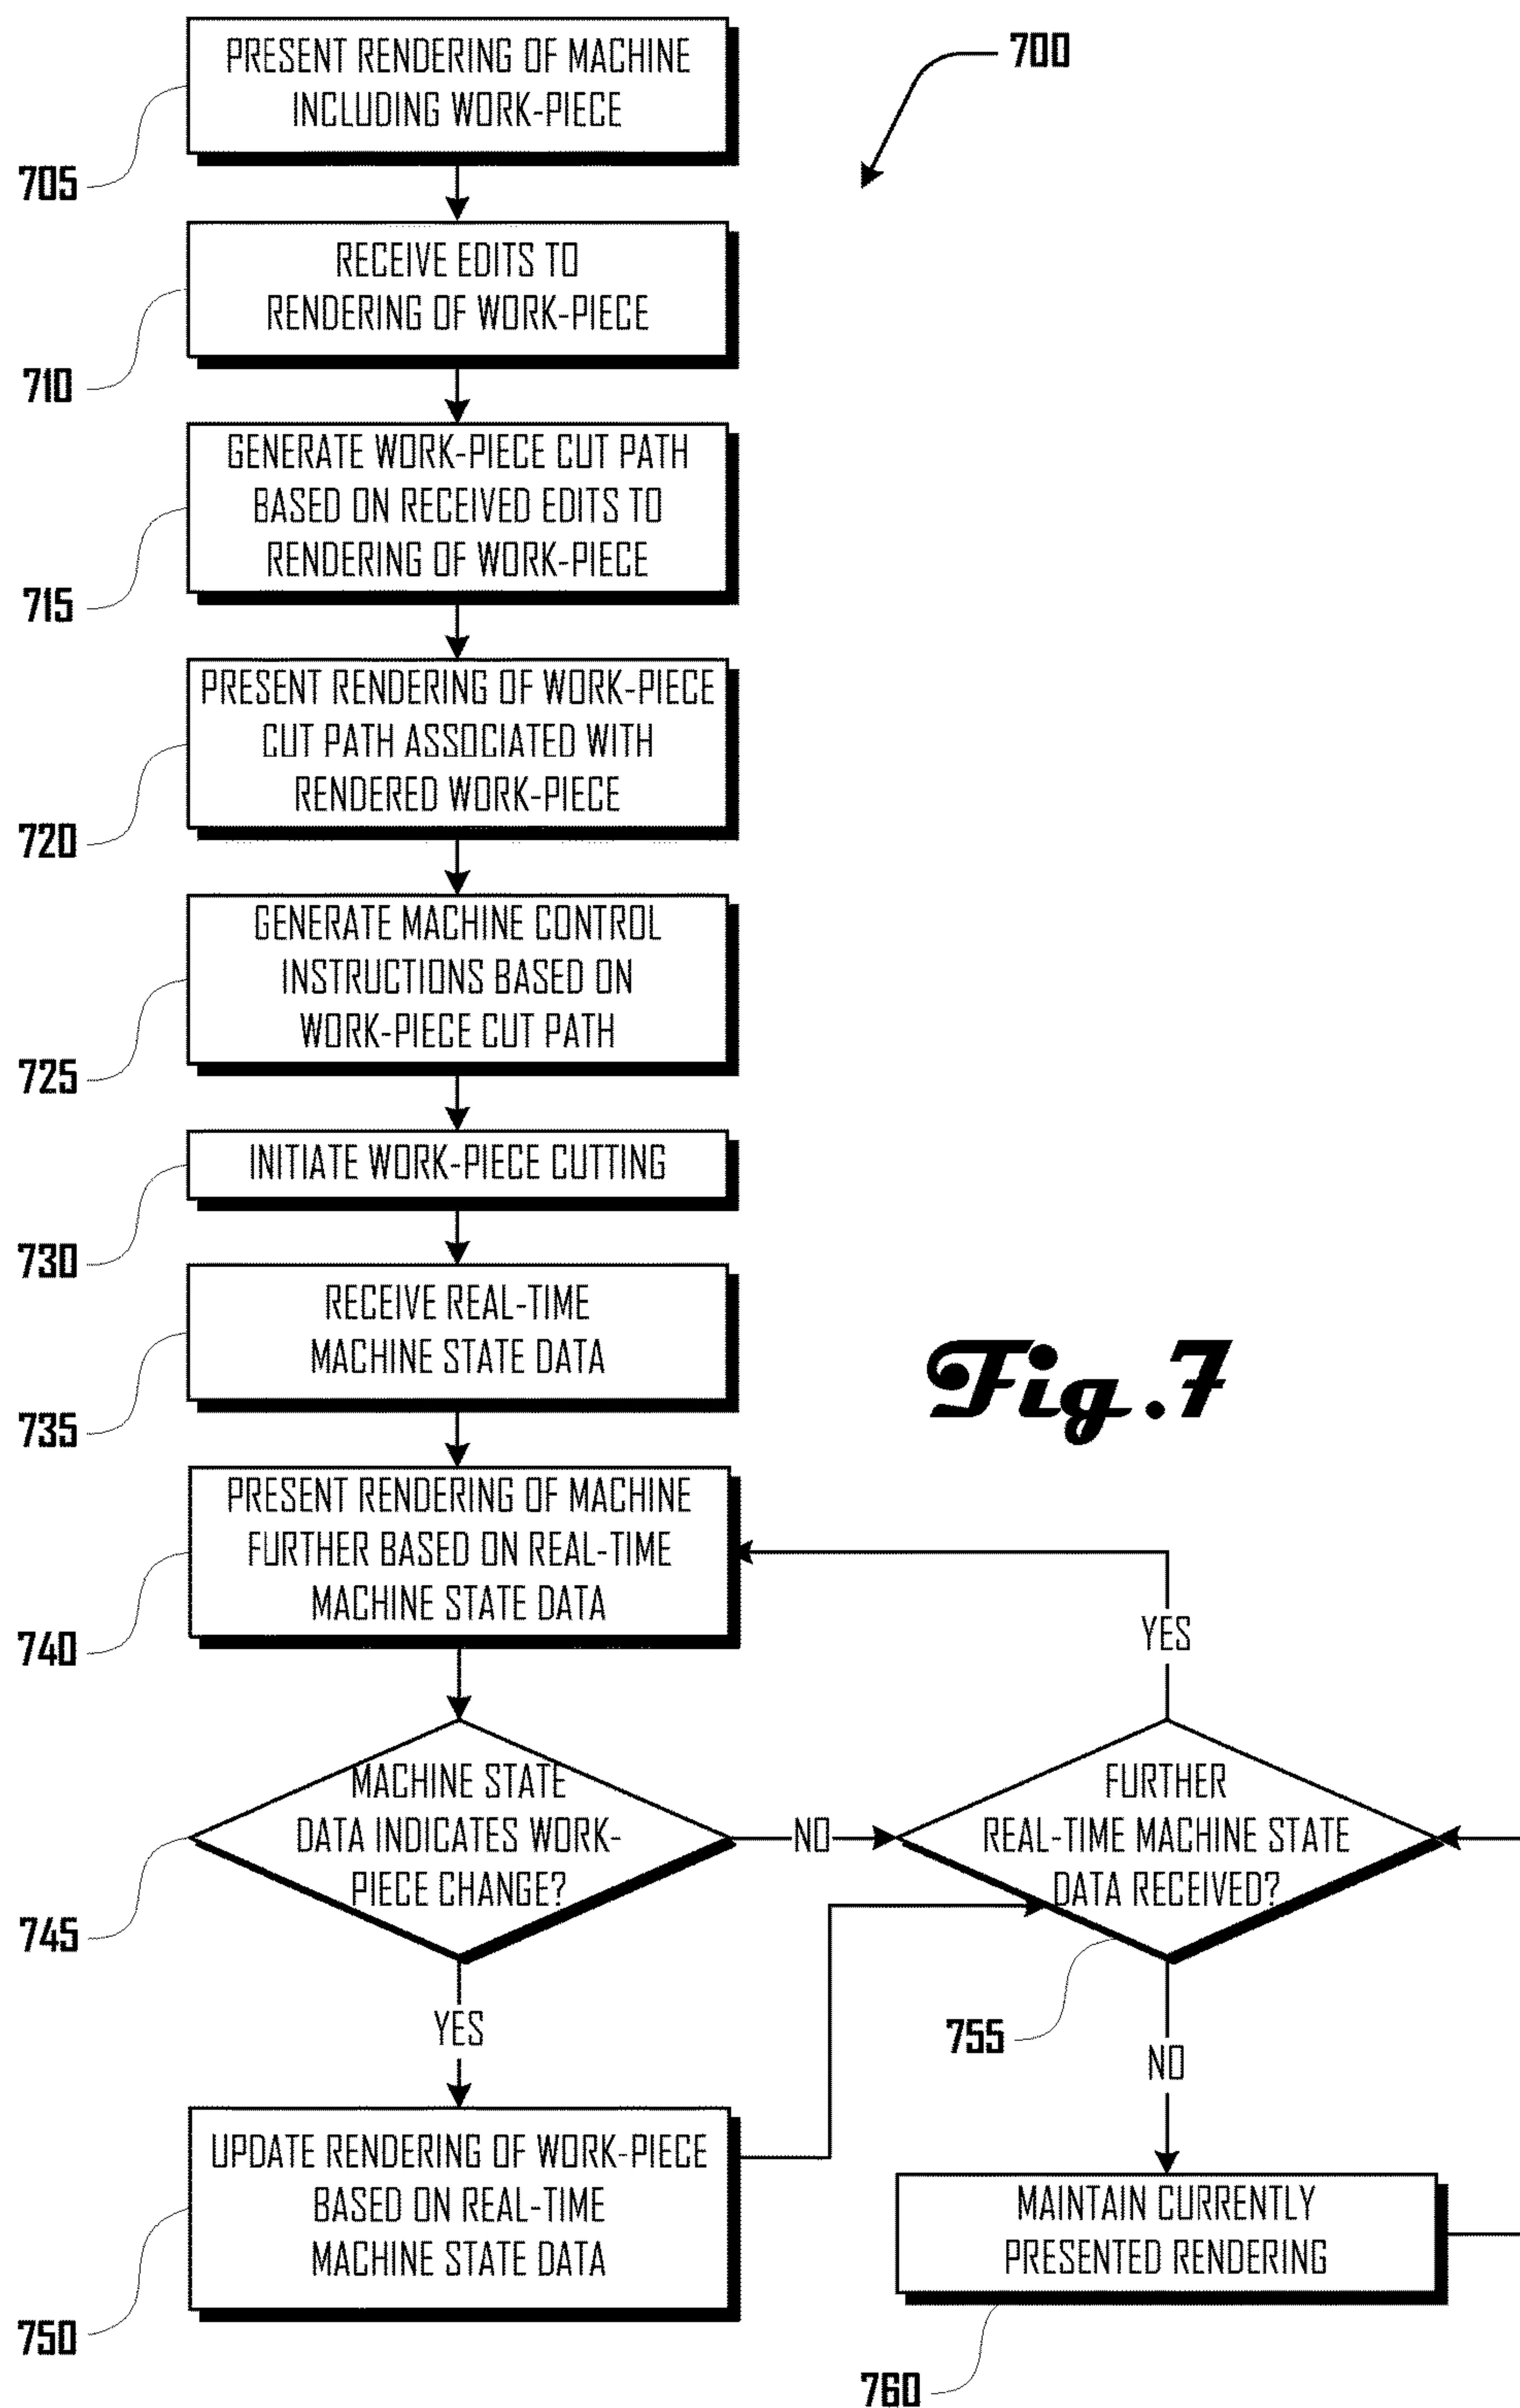 PRESENT RENDERING OF MACHINE
INCLUDING WORK-PIECE
700
705
RECEIVE EDITS TO
RENDERING OF WORK-PIECE
710
GENERATE WORK-PIECE CUT PATH
BASED ON RECEIVED EDITS TO
RENDERING OF WORK-PIECE
715
PRESENT RENDERING OF WORK-PIECE
CUT PATH ASSOCIATED WITH
RENDERED WORK-PIECE
720
GENERATE MACHINE CONTROL
INSTRUCTIONS BASED ON
WORK-PIECE CUT PATH
725
INITIATE WORK-PIECE CUTTING
730
RECEIVE REAL-TIME
MACHINE STATE DATA
735
Fig.7
PRESENT RENDERING OF MACHINE
FURTHER BASED ON REAL-TIME
MACHINE STATE DATA
740
YES
MACHINE STATE
DATA INDICATES WORK-
PIECE CHANGE?
745
NO
FURTHER
REAL-TIME MACHINE STATE
DATA RECEIVED?
755
YES
NO
UPDATE RENDERING OF WORK-PIECE
BASED ON REAL-TIME
MACHINE STATE DATA
750
MAINTAIN CURRENTLY
PRESENTED RENDERING
760